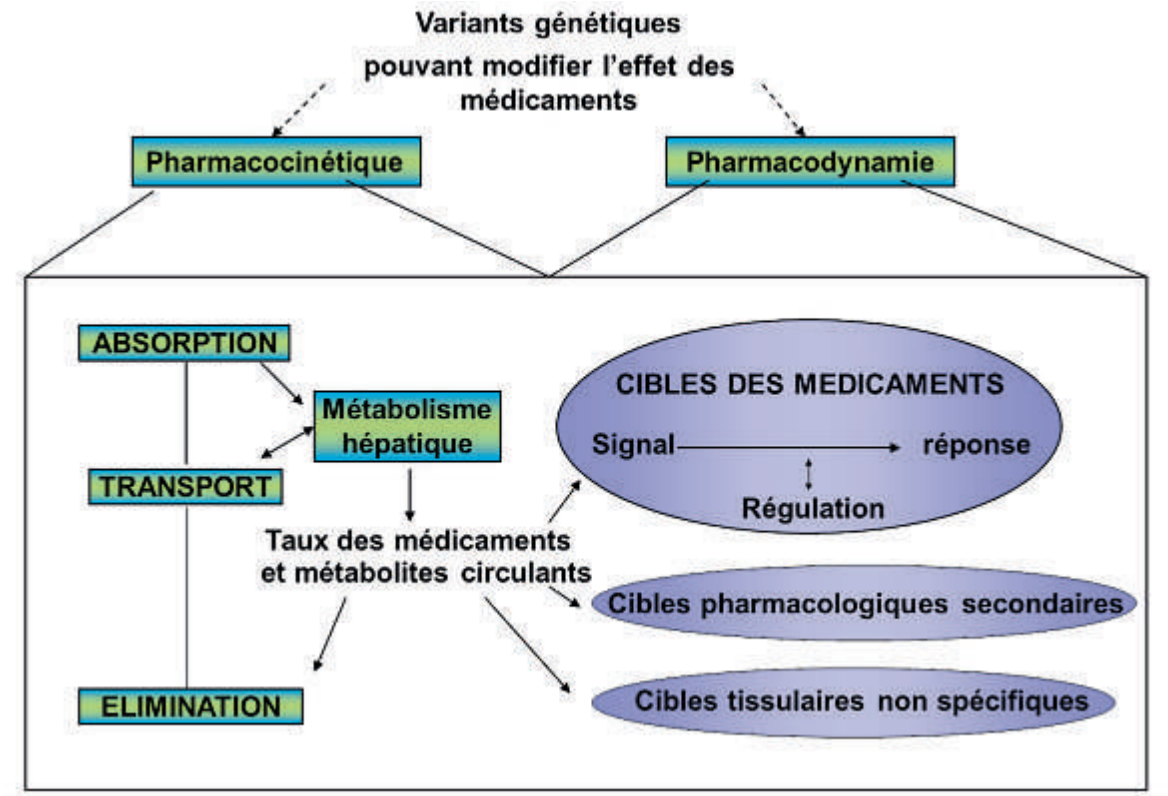 Variants génétiques
pouvant modifier l'effet des
médicaments
Pharmacocinétique
Pharmacodynamie
ABSORPTION
Métabolisme
hépatique
TRANSPORT
Taux des médicaments
et métabolites circulants
ELIMINATION
CIBLES DES MEDICAMENTS
Signal réponse
Régulation
Cibles pharmacologiques secondaires
Cibles tissulaires non spécifiques